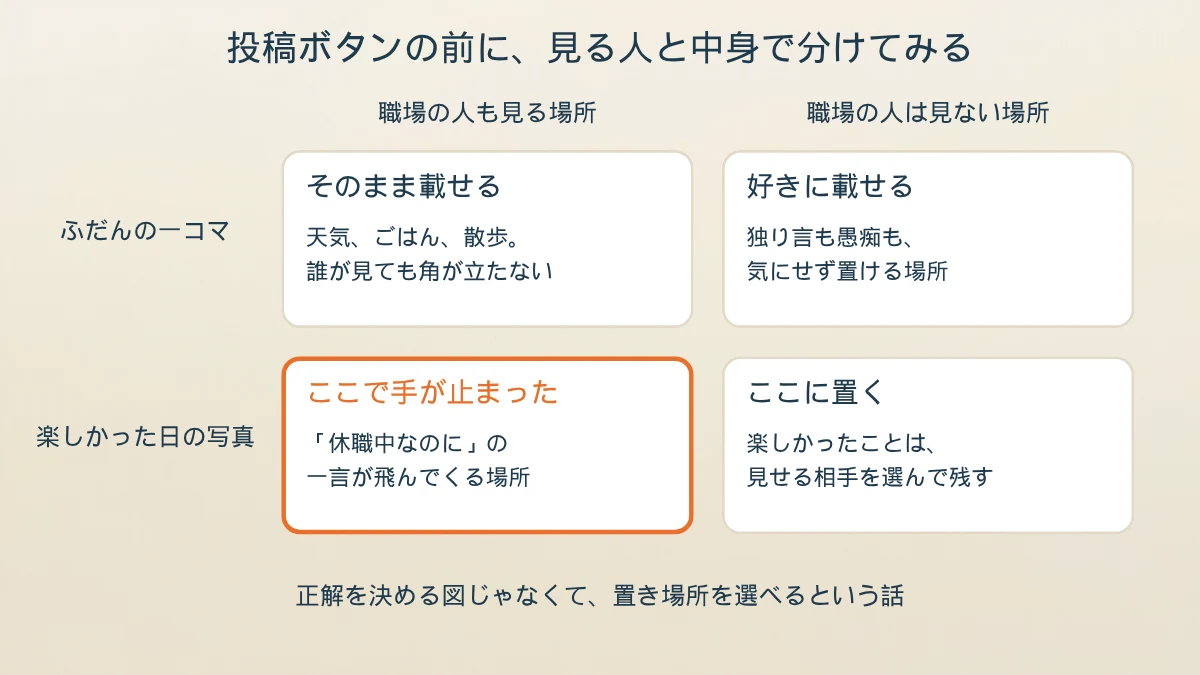 投稿ボタンの前に、見る人と中身で分けてみる
職場の人も見る場所
職場の人は見ない場所
ふだんの一コマ
そのまま載せる
天気、ごはん、散歩。
誰が見ても角が立たない
好きに載せる
独り言も愚痴も、
気にせず置ける場所
楽しかった日の写真
ここで手が止まった
「休職中なのに」の
一言が飛んでくる場所
ここに置く
楽しかったことは、
見せる相手を選んで残す
正解を決める図じゃなくて、置き場所を選べるという話